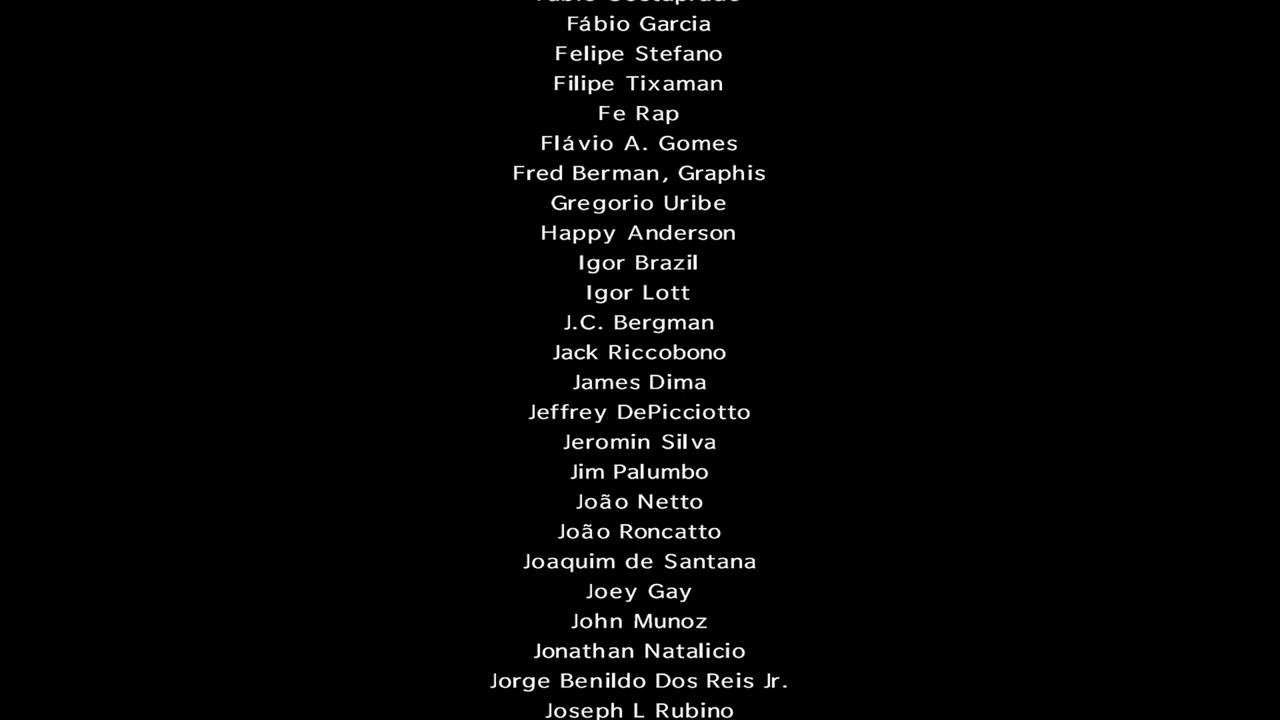 Fábio Garcia
Felipe Stefano
Filipe Tixaman
Fe Rap
Flávio A. Gomes
Fred Berman, Graphis
Gregorio Uribe
Happy Anderson
Igor Brazil
Igor Lott
J.C. Bergman
Jack Riccobono
James Dima
Jeffrey DePicciotto
Jeromin Silva
Jim Palumbo
João Netto
João Roncatto
Joaquim de Santana
Joey Gay
John Munoz
Jonathan Natalicio
Jorge Benildo Dos Reis Jr.
Joseph L Rubino